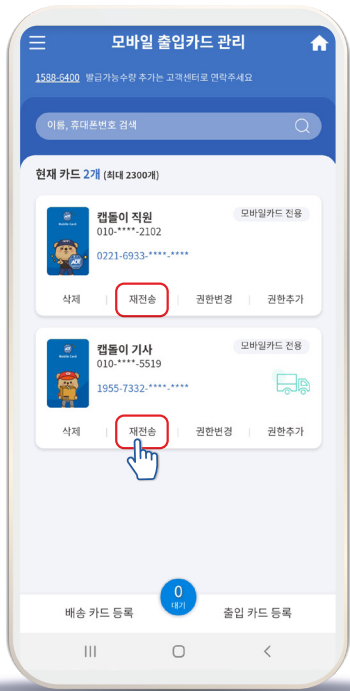 모바일 출입카드 관리
1588-6400 발급가능수량 추가는 고객센터로 연락주세요
이름, 휴대폰번호 검색
현재 카드 2개 (최대 2300개)
캡돌이 직원
모바일카드 전용
010-****-2102
0221-6933-****-****
삭제 재전송 권한변경 권한추가
캡돌이 기사
모바일카드 전용
010-****-5519
1955-7332-****-****
삭제 재전송 권한변경 권한추가
배송 카드 등록
0
대기
출입 카드 등록